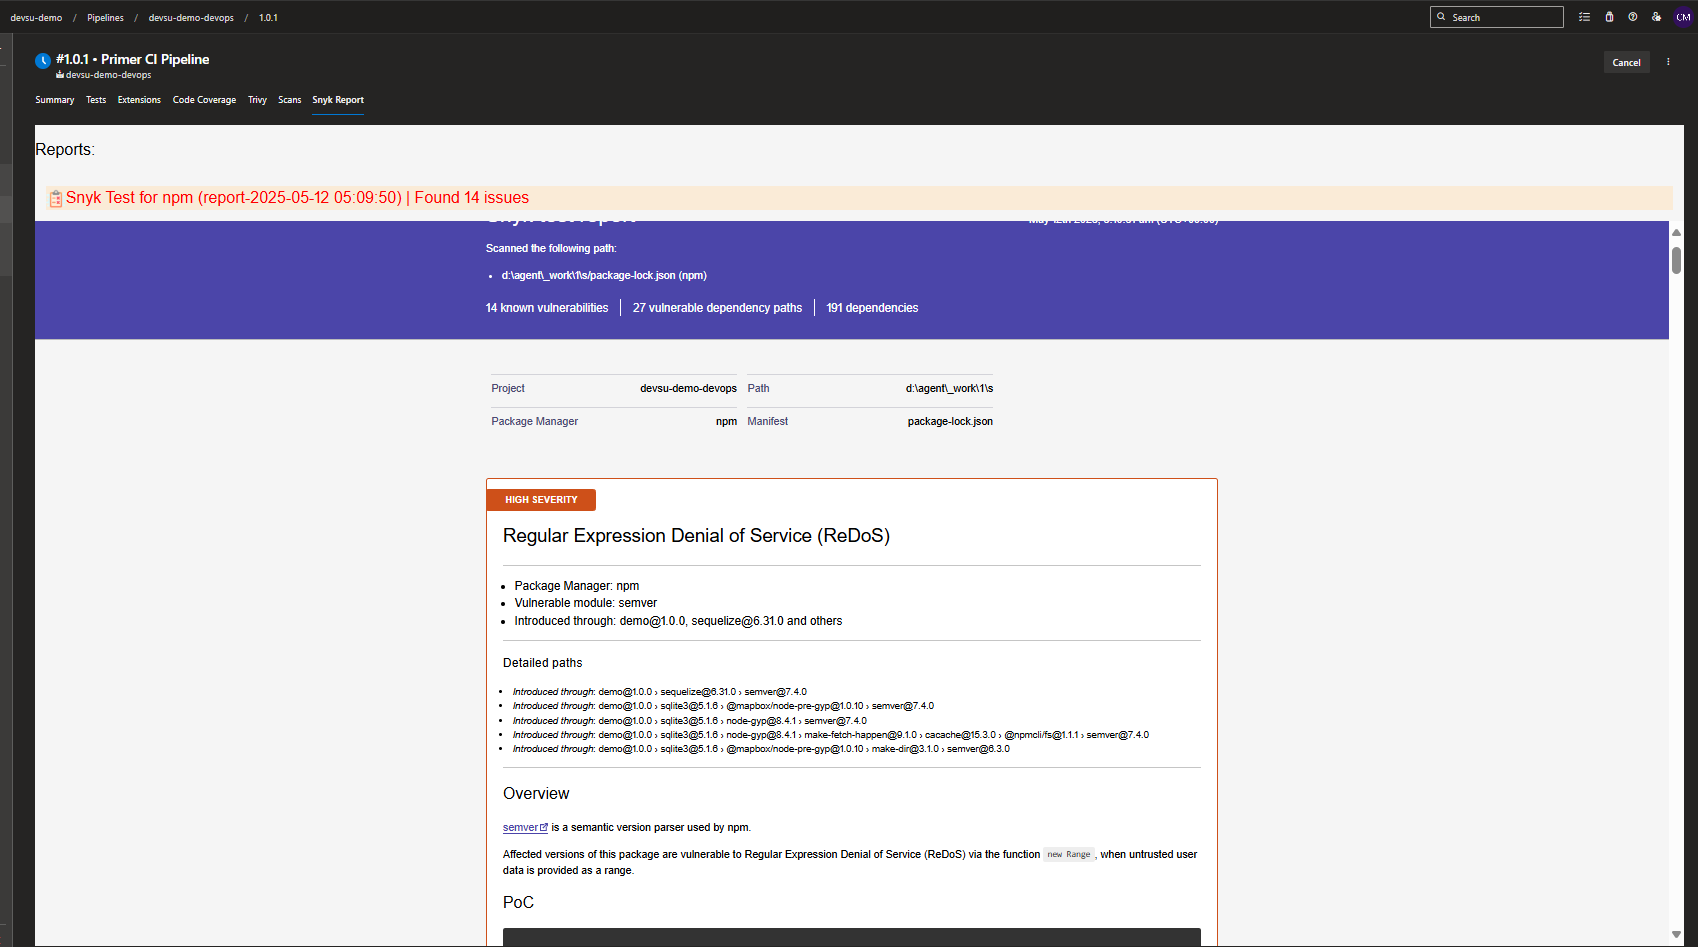 devsu-demo / Pipelines / devsu-demo-devops / 1.0.1
Search
CM
#1.0.1 • Primer CI Pipeline
devsu-demo-devops
Cancel
Summary Tests Extensions Code Coverage Trivy Scans Snyk Report
Reports:
Snyk Test for npm (report-2025-05-12 05:09:50) | Found 14 issues
Scanned the following path:
• d:\agent\_work\1\s/package-lock.json (npm)
14 known vulnerabilities | 27 vulnerable dependency paths | 191 dependencies
Project devsu-demo-devops Path d:\agent\_work\1\s
Package Manager npm Manifest package-lock.json
HIGH SEVERITY
Regular Expression Denial of Service (ReDoS)
• Package Manager: npm
• Vulnerable module: semver
• Introduced through: demo@1.0.0, sequelize@6.31.0 and others
Detailed paths
• Introduced through: demo@1.0.0 › sequelize@6.31.0 › semver@7.4.0
• Introduced through: demo@1.0.0 › sqlite3@5.1.6 › @mapbox/node-pre-gyp@1.0.10 › semver@7.4.0
• Introduced through: demo@1.0.0 › sqlite3@5.1.6 › node-gyp@8.4.1 › semver@7.4.0
• Introduced through: demo@1.0.0 › sqlite3@5.1.6 › node-gyp@8.4.1 › make-fetch-happen@9.1.0 › cacache@15.3.0 › @npmcli/fs@1.1.1 › semver@7.4.0
• Introduced through: demo@1.0.0 › sqlite3@5.1.6 › @mapbox/node-pre-gyp@1.0.10 › make-dir@3.1.0 › semver@6.3.0
Overview
semver is a semantic version parser used by npm.
Affected versions of this package are vulnerable to Regular Expression Denial of Service (ReDoS) via the function new Range, when untrusted user
data is provided as a range.
PoC